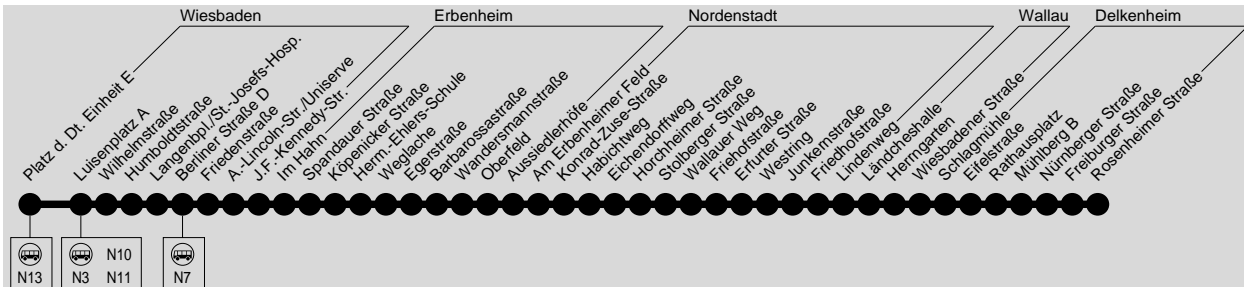 Wiesbaden
Erbenheim
Nordenstadt
Wallau
Delkenheim
Platz d. Dt. Einheit E
Luisenplatz A
Wilhelmstraße
Humboldtstraße
Langenbpl./St.-Josefs-Hosp.
Berliner Straße D
Friedenstraße
A.-Lincoln-Str./Uniserve
J.F.-Kennedy-Str.
Im Hahn
Spandauer Straße
Köpenicker Straße
Herm.-Ehlers-Schule
Weglache
Egerstraße
Barbarossastraße
Wandersmannstraße
Oberfeld
Aussiedlerhöfe
Am Erbenheimer Feld
Konrad-Zuse-Straße
Habichtweg
Eichendorffweg
Horchheimer Straße
Stolberger Straße
Wallauer Weg
Friehofstraße
Erfurter Straße
Westring
Junkernstraße
Friedhofstraße
Lindenweg
Ländcheshalle
Herrngarten
Wiesbadener Straße
Schlagmühle
Eifelstraße
Rathausplatz
Mühlberg B
Nürnberger Straße
Freiburger Straße
Rosenheimer Straße
N13
N3 N10
N11
N7